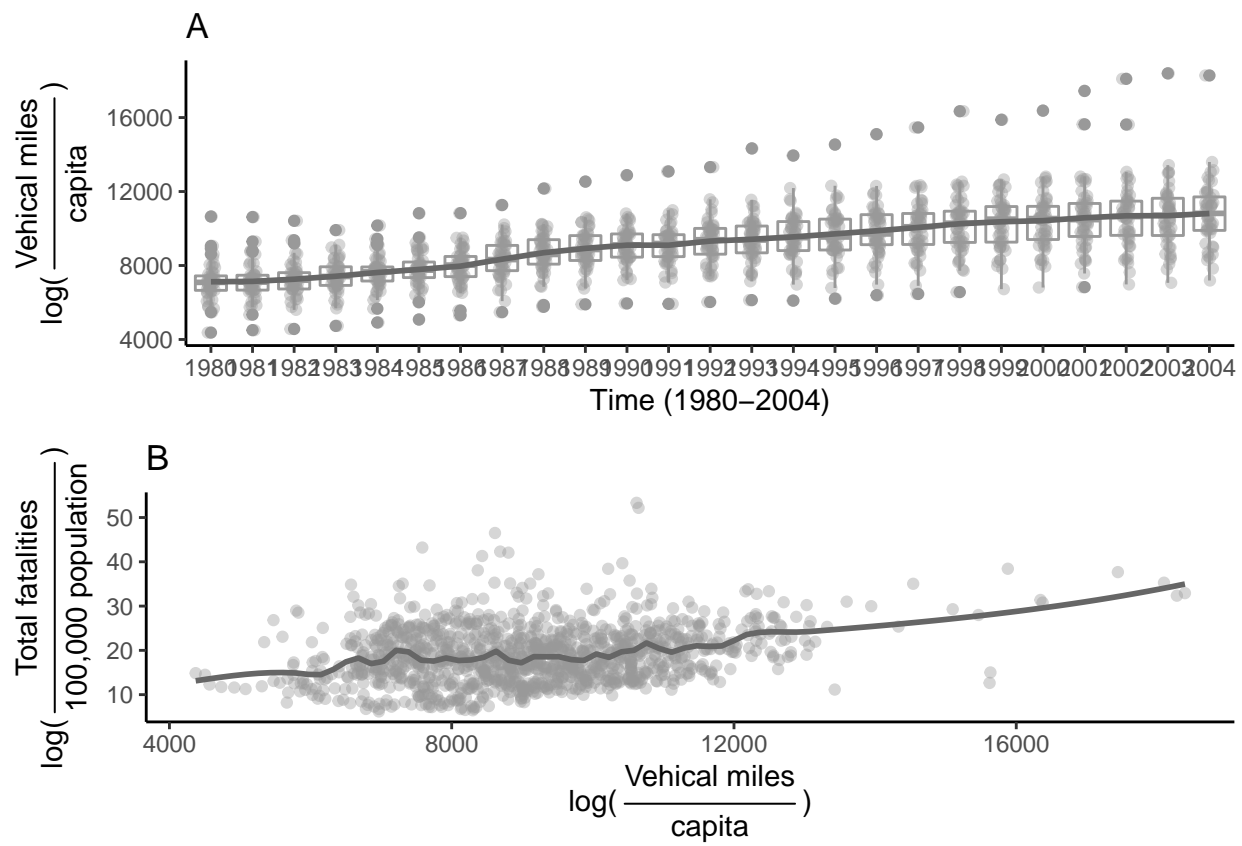 A
log( Vehical miles / capita )
16000
12000
8000
4000
1980 1981 1982 1983 1984 1985 1986 1987 1988 1989 1990 1991 1992 1993 1994 1995 1996 1997 1998 1999 2000 2001 2002 2003 2004
Time (1980–2004)
B
log( Total fatalities / 100,000 population )
50
40
30
20
10
4000 8000 12000 16000
Vehical miles
log( )
capita